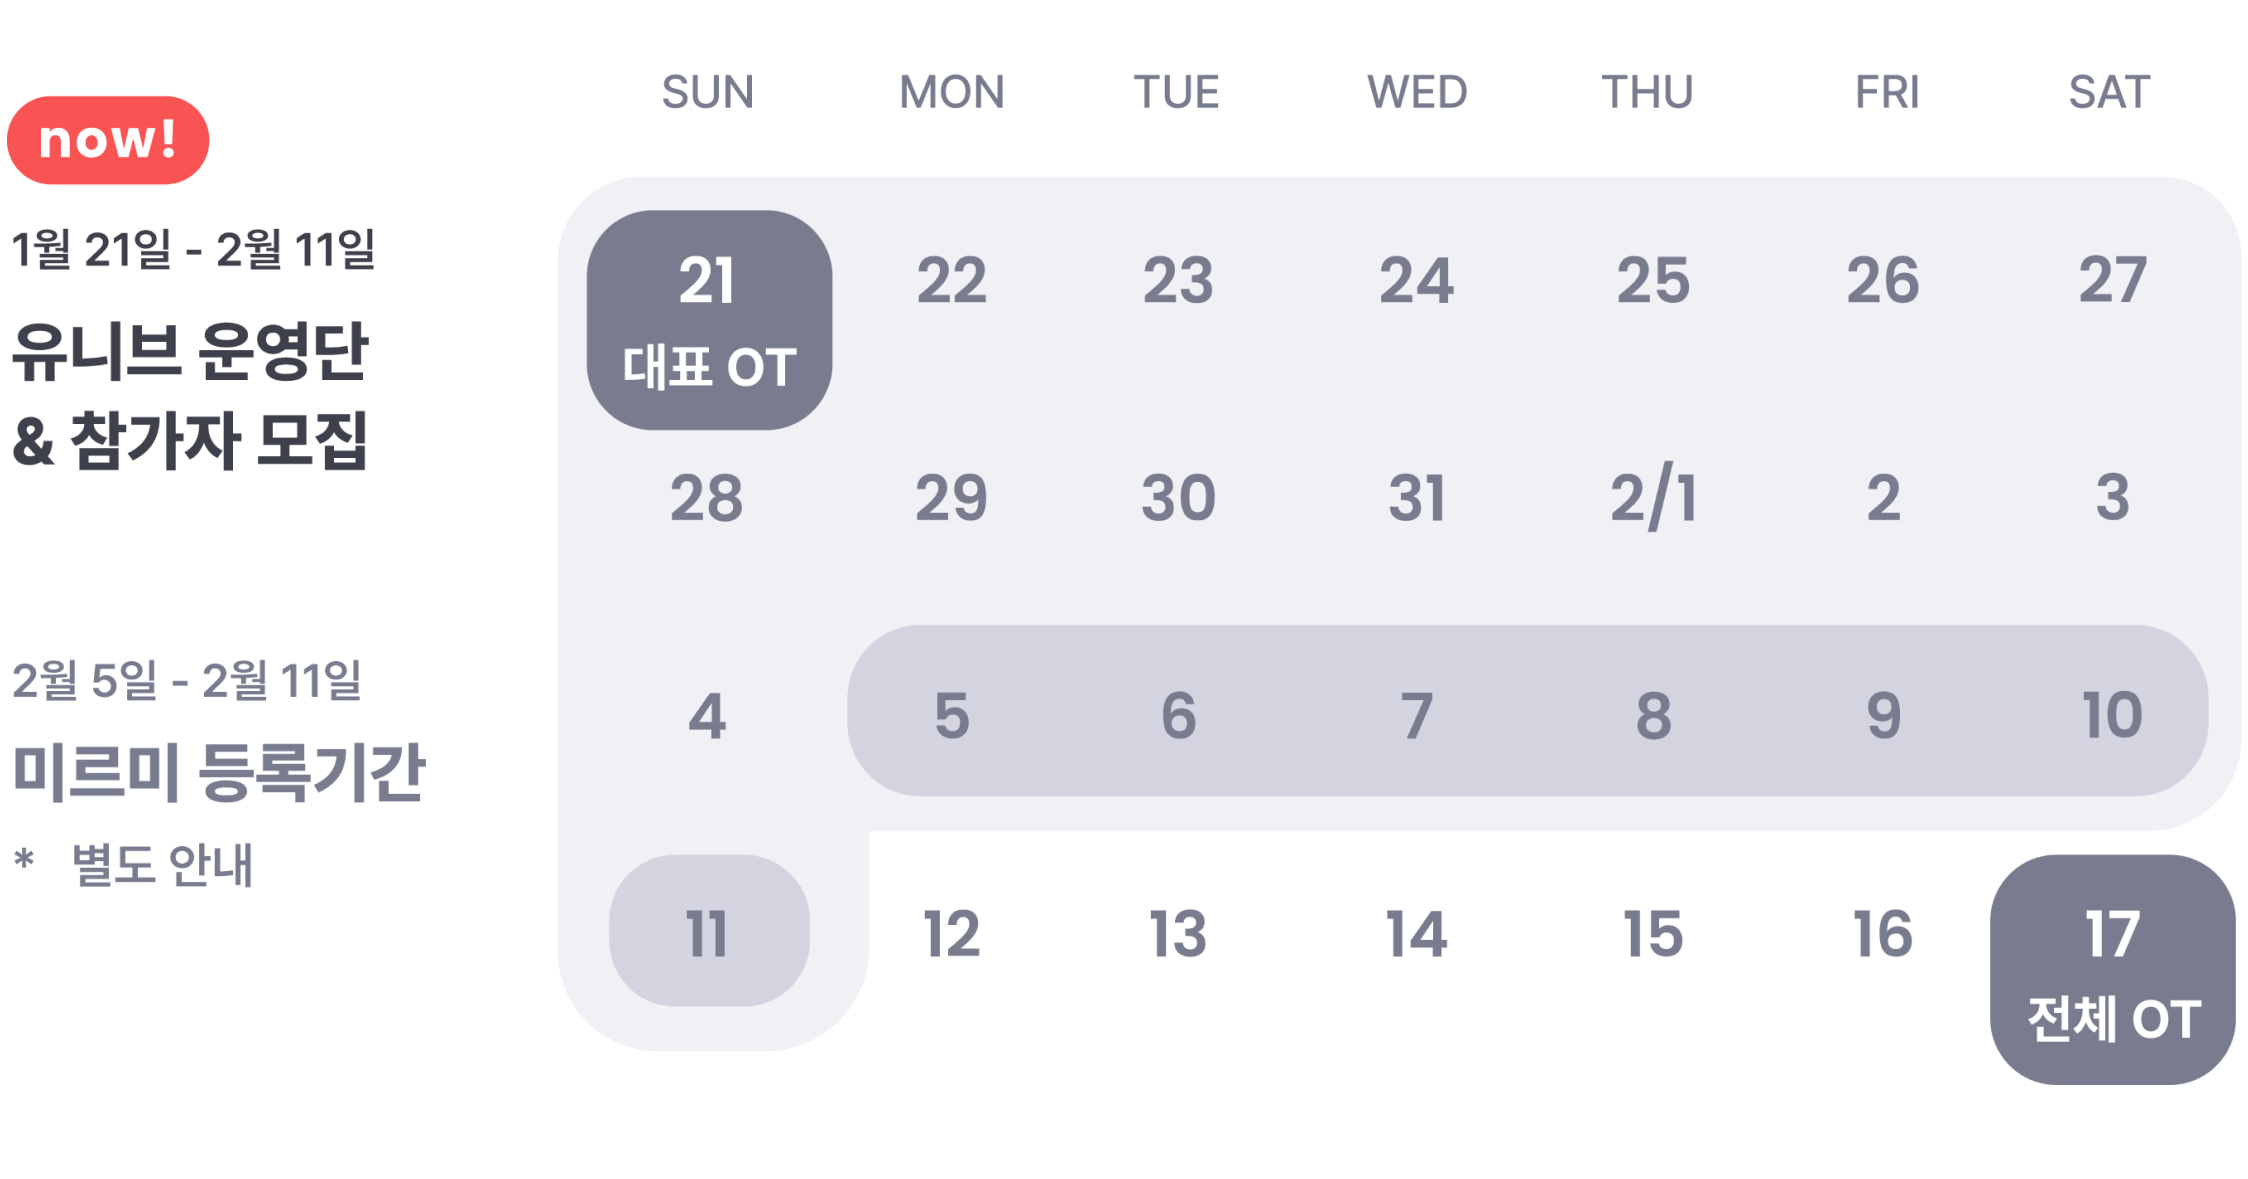 now!
1월 21일 - 2월 11일
유니브 운영단
& 참가자 모집
2월 5일 - 2월 11일
미르미 등록기간
* 별도 안내
SUN MON TUE WED THU FRI SAT
21 22 23 24 25 26 27
대표 OT
28 29 30 31 2/1 2 3
4 5 6 7 8 9 10
11 12 13 14 15 16 17
전체 OT